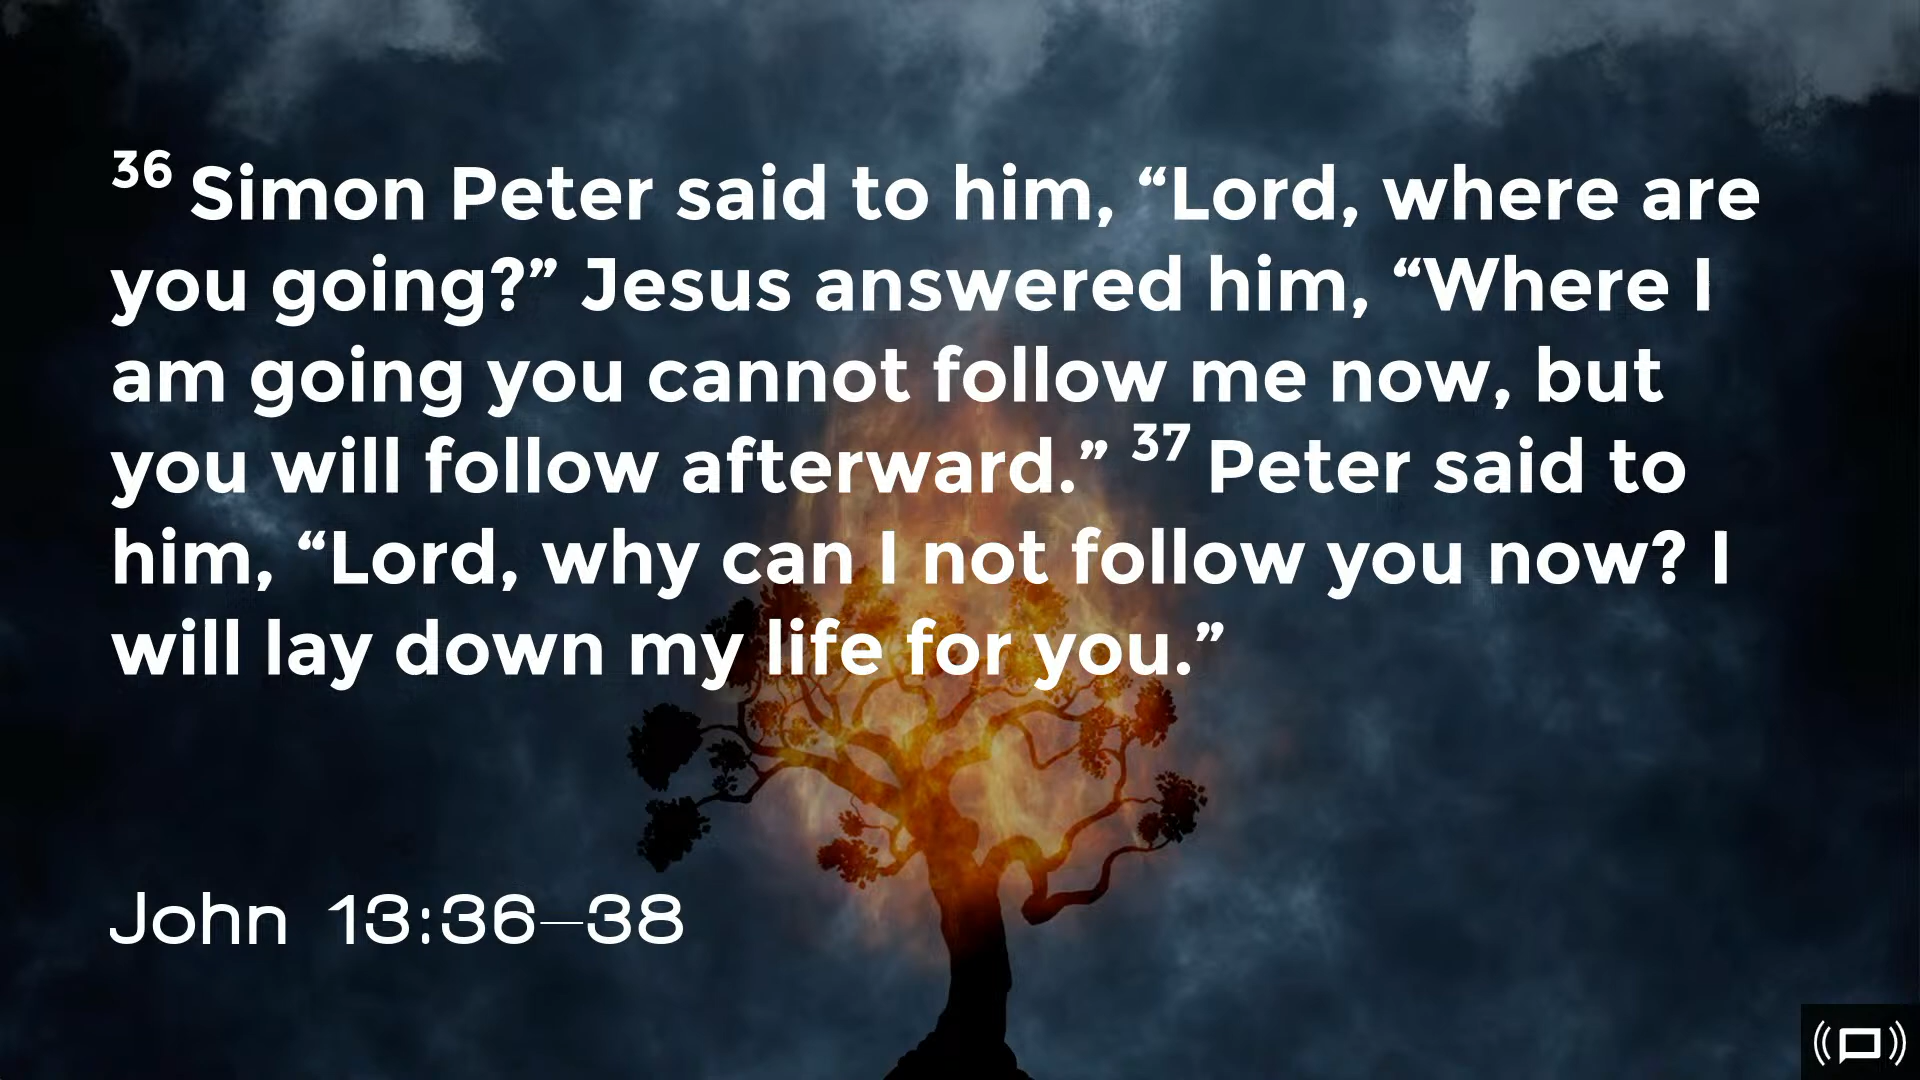 36 Simon Peter said to him, “Lord, where are
you going?” Jesus answered him, “Where I
am going you cannot follow me now, but
you will follow afterward.” 37 Peter said to
him, “Lord, why can I not follow you now? I
will lay down my life for you.”
John 13:36–38